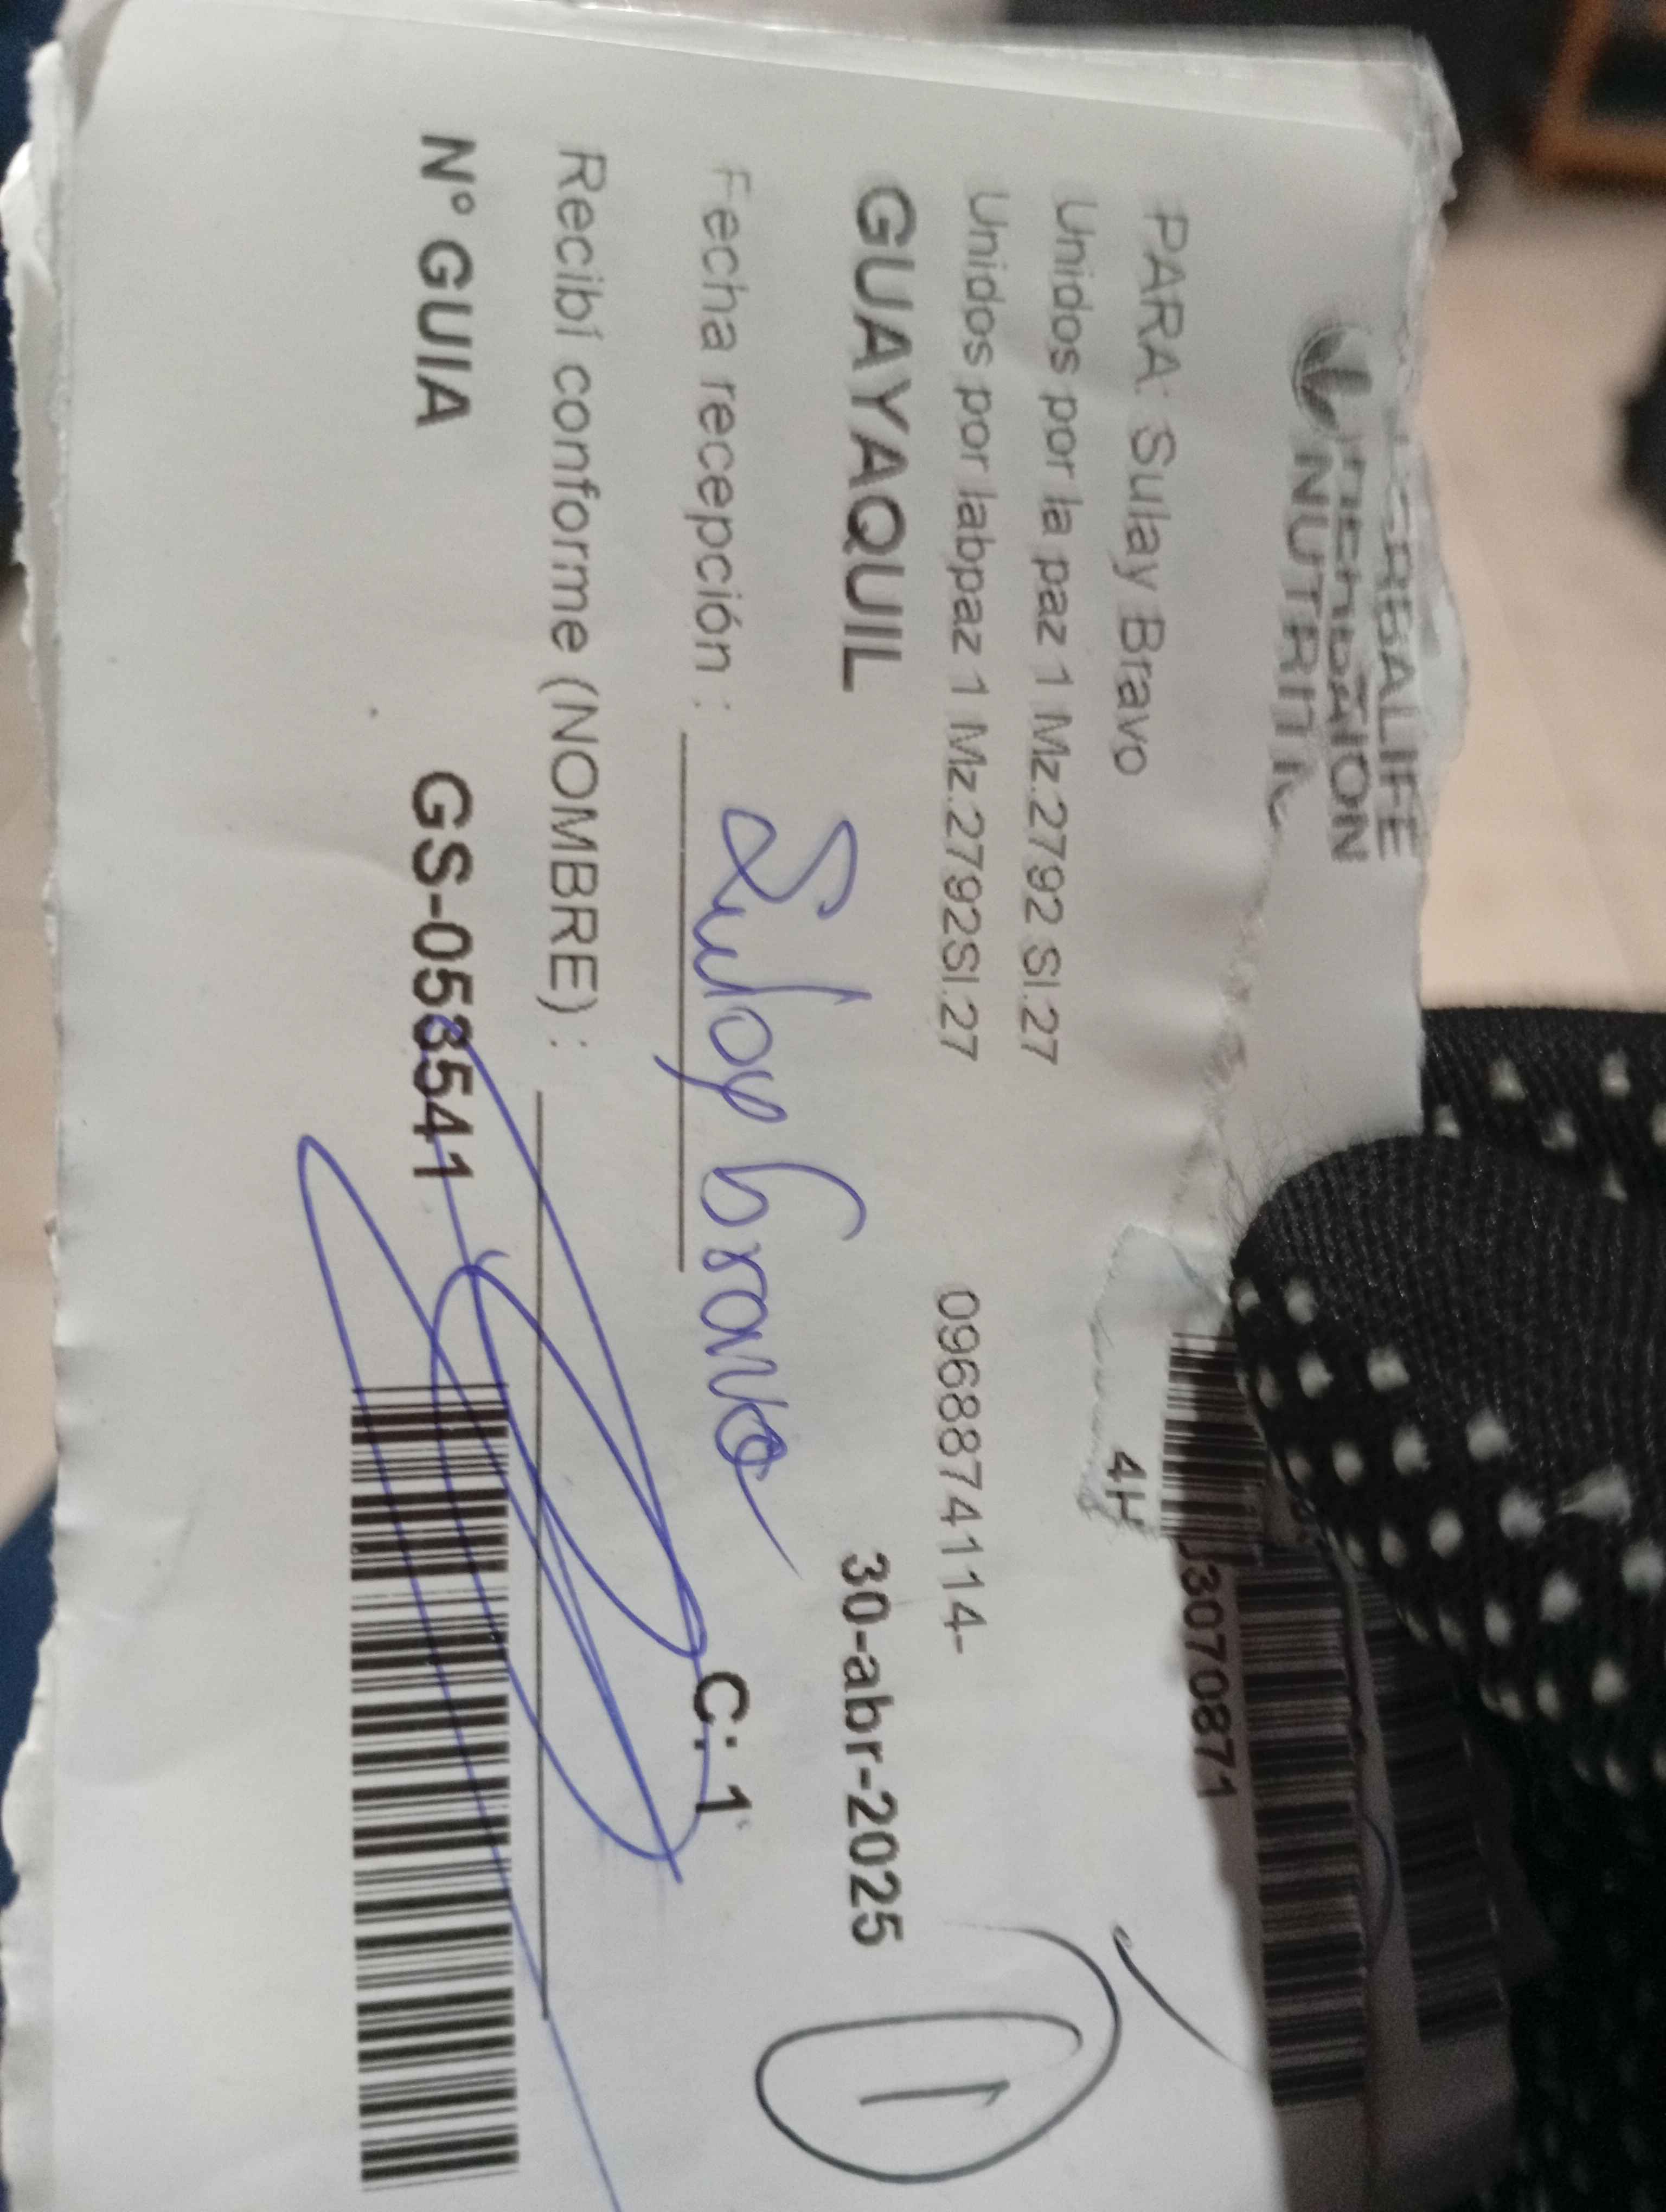 HERBALIFE
NUTRITION
PARA: Sulay Bravo
Unidos por la paz 1 Mz.2792 Sl.27
Unidos por labpaz 1 Mz.2792Sl.27 0968874114-
GUAYAQUIL 30-abr-2025
Fecha recepción : Sulay bravo C: 1
Recibí conforme (NOMBRE) :
Nº GUIA GS-0535541
3070871
4H
1